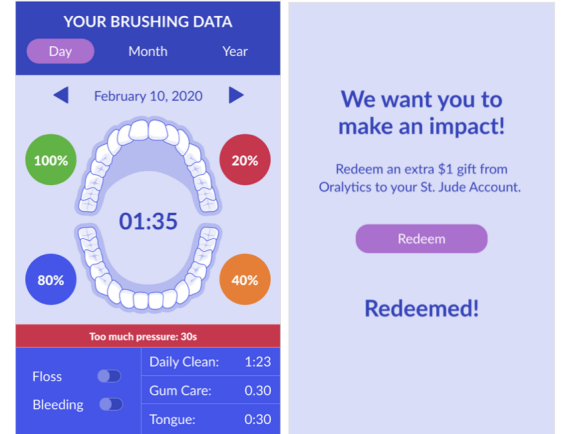 YOUR BRUSHING DATA
Day Month Year
February 10, 2020
100% 20%
01:35
80% 40%
Too much pressure: 30s
Floss
Bleeding
Daily Clean: 1:23
Gum Care: 0.30
Tongue: 0:30
We want you to
make an impact!
Redeem an extra $1 gift from
Oralytics to your St. Jude Account.
Redeem
Redeemed!